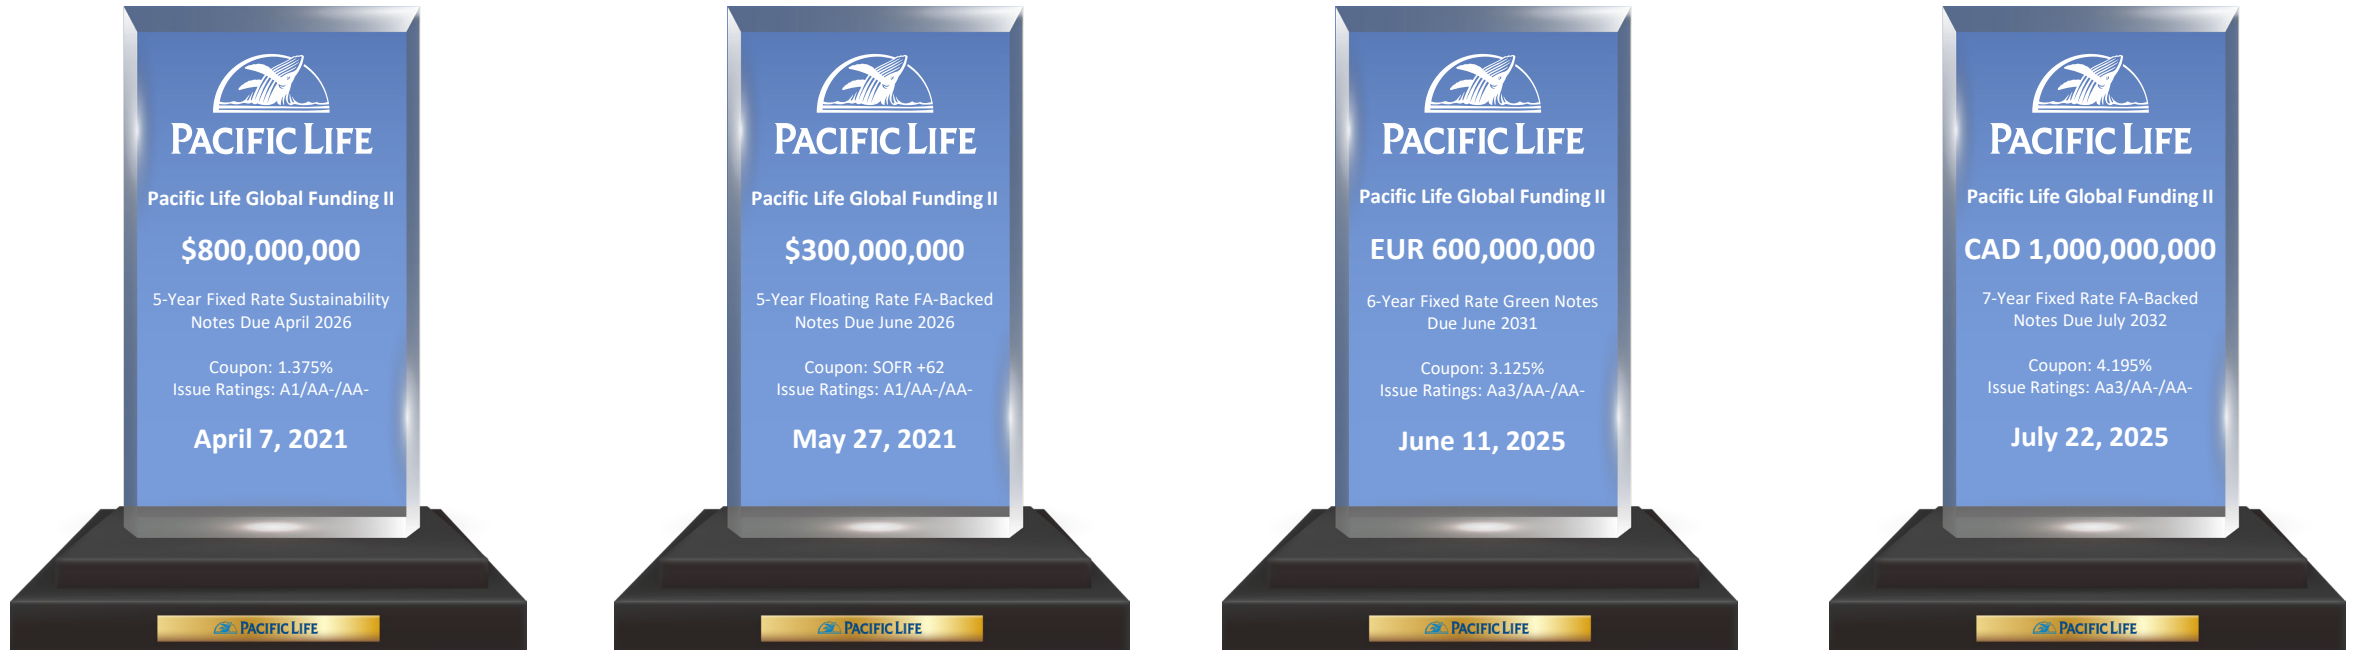 PACIFIC LIFE
Pacific Life Global Funding II
$800,000,000
5-Year Fixed Rate Sustainability
Notes Due April 2026
Coupon: 1.375%
Issue Ratings: A1/AA-/AA-
April 7, 2021
PACIFIC LIFE
PACIFIC LIFE
Pacific Life Global Funding II
$300,000,000
5-Year Floating Rate FA-Backed
Notes Due June 2026
Coupon: SOFR +62
Issue Ratings: A1/AA-/AA-
May 27, 2021
PACIFIC LIFE
PACIFIC LIFE
Pacific Life Global Funding II
EUR 600,000,000
6-Year Fixed Rate Green Notes
Due June 2031
Coupon: 3.125%
Issue Ratings: Aa3/AA-/AA-
June 11, 2025
PACIFIC LIFE
PACIFIC LIFE
Pacific Life Global Funding II
CAD 1,000,000,000
7-Year Fixed Rate FA-Backed
Notes Due July 2032
Coupon: 4.195%
Issue Ratings: Aa3/AA-/AA-
July 22, 2025
PACIFIC LIFE